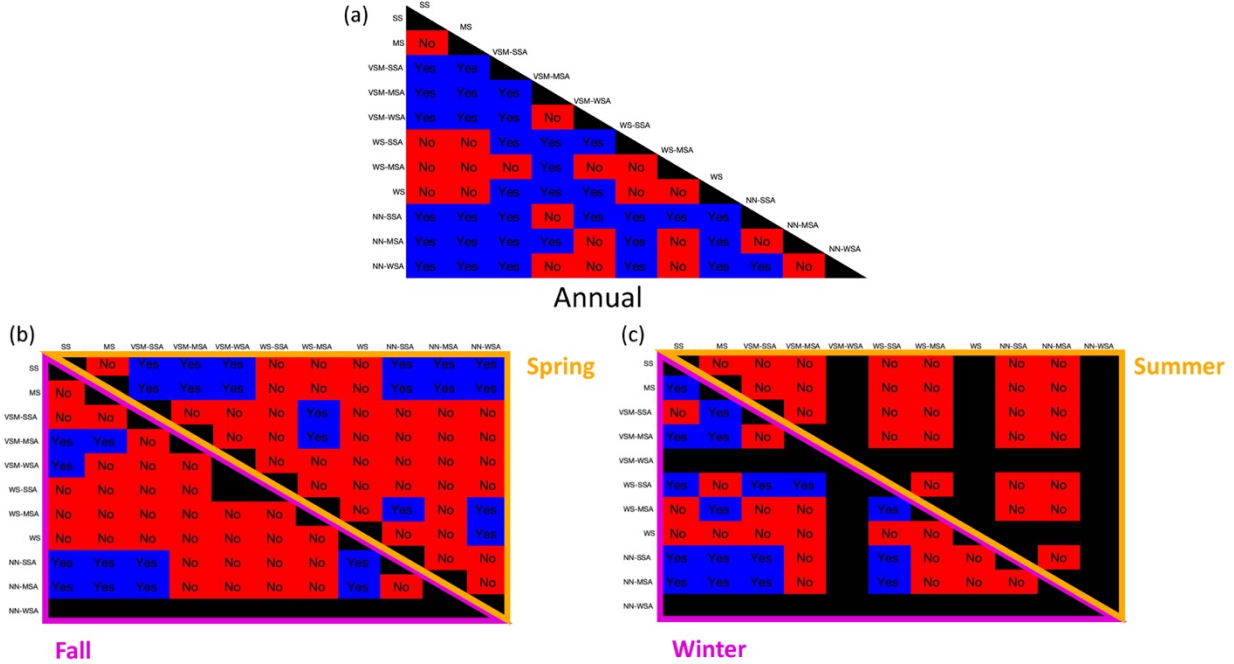 (a)
SS
SS
MS
MS No
VSM-SSA
VSM-SSA Yes Yes
VSM-MSA
VSM-MSA Yes Yes Yes
VSM-WSA
VSM-WSA Yes Yes Yes No
WS-SSA
WS-SSA No No Yes Yes Yes
WS-MSA
WS-MSA No No No Yes No No
WS
WS No No Yes Yes Yes No No
NN-SSA
NN-SSA Yes Yes Yes No Yes Yes Yes Yes
NN-MSA
NN-MSA Yes Yes Yes Yes No Yes No Yes No
NN-WSA
NN-WSA Yes Yes Yes No No Yes No Yes Yes No
Annual
(b)
SS MS VSM-SSA VSM-MSA VSM-WSA WS-SSA WS-MSA WS NN-SSA NN-MSA NN-WSA
SS No Yes Yes Yes No No No Yes Yes Yes
Spring
MS No Yes Yes Yes No No No Yes Yes Yes
VSM-SSA No No No No No Yes No No No No
VSM-MSA Yes Yes No No No Yes No No No No
VSM-WSA Yes No No No No No No No No No
WS-SSA No No No No No No No No No
WS-MSA No No No No No No No Yes No Yes
WS No No No No No No No No No Yes
NN-SSA Yes Yes Yes No No No No Yes No No
NN-MSA Yes Yes Yes No No No No Yes No No
NN-WSA
Fall
(c)
SS MS VSM-SSA VSM-MSA VSM-WSA WS-SSA WS-MSA WS NN-SSA NN-MSA NN-WSA
SS No No No No No No No
Summer
MS Yes No No No No No No
VSM-SSA No Yes No No No No No
VSM-MSA Yes Yes No No No No No
VSM-WSA
WS-SSA Yes No Yes Yes No No No
WS-MSA No Yes No No Yes No No
WS No No No No No No
NN-SSA Yes Yes Yes No Yes No No No
NN-MSA Yes Yes Yes No Yes No No No
NN-WSA
Winter